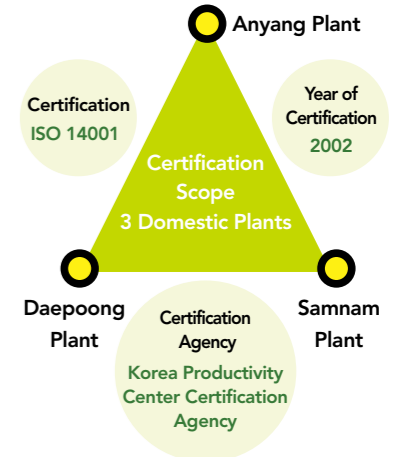 Anyang Plant
Certification
ISO 14001
Year of
Certification
2002
Certification
Scope
3 Domestic Plants
Daepoong
Plant
Samnam
Plant
Certification
Agency
Korea Productivity
Center Certification
Agency